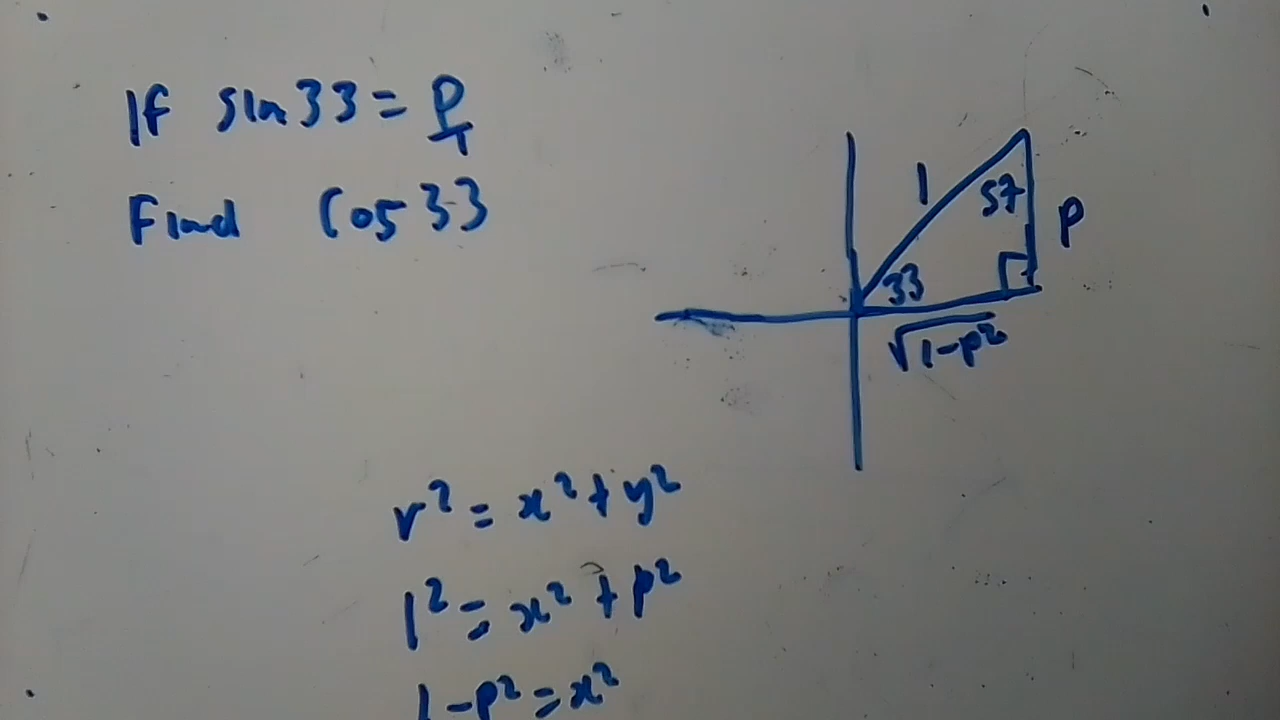 If sin33 = P/1
Find Cos33
1
57
P
33
√1-p²
r² = x² + y²
1² = x² + p²
1 - p² = x²